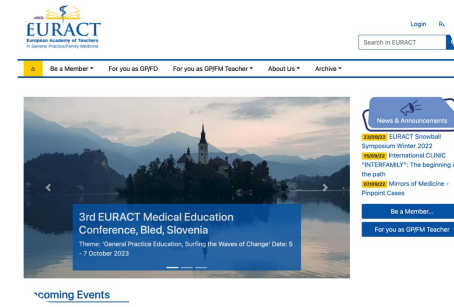 EURACT
European Academy of Teachers
in General Practice/Family Medicine
Login
Search in EURACT
Be a Member
For you as GP/FD
For you as GP/FM Teacher
About Us
Archive
News & Announcements
23/09/22 EURACT Snowball
Symposium Winter 2022
15/09/22 International CLINIC
"INTERFAMILY": The beginning
the path
07/09/22 Mirrors of Medicine -
Pinpoint Cases
3rd EURACT Medical Education
Conference, Bled, Slovenia
Theme: 'General Practice Education, Surfing the Waves of Change' Date: 5
- 7 October 2023
Be a Member...
For you as GP/FM Teacher
Events